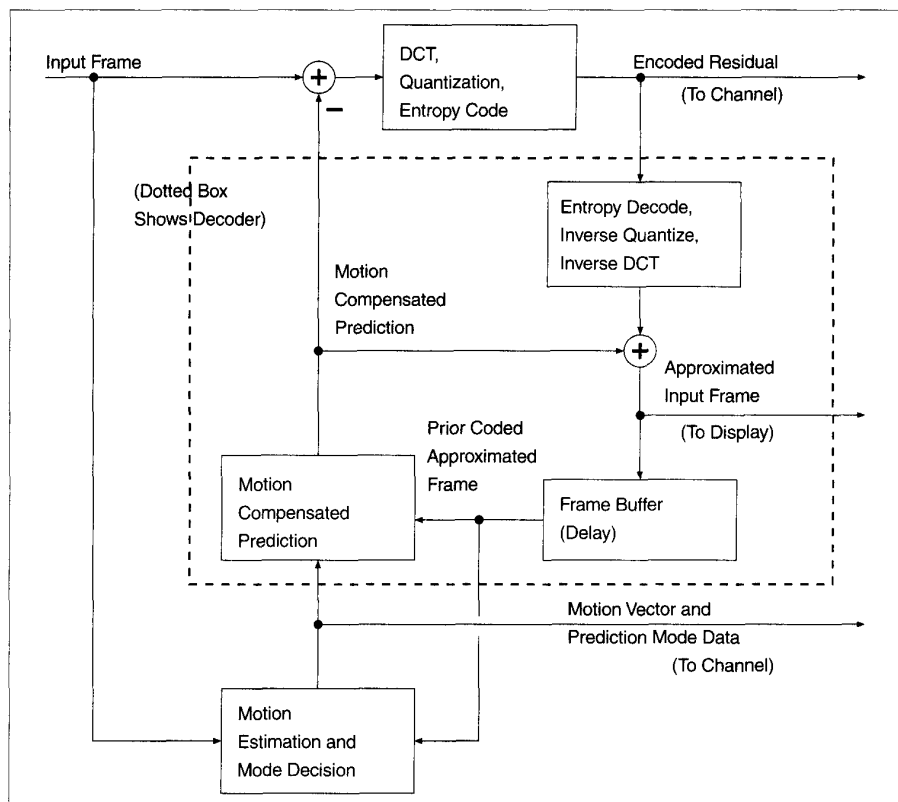 Input Frame
+
−
DCT,
Quantization,
Entropy Code
Encoded Residual
(To Channel)
(Dotted Box
Shows Decoder)
Entropy Decode,
Inverse Quantize,
Inverse DCT
Motion
Compensated
Prediction
+
Approximated
Input Frame
(To Display)
Prior Coded
Approximated
Frame
Motion
Compensated
Prediction
Frame Buffer
(Delay)
Motion Vector and
Prediction Mode Data
(To Channel)
Motion
Estimation and
Mode Decision